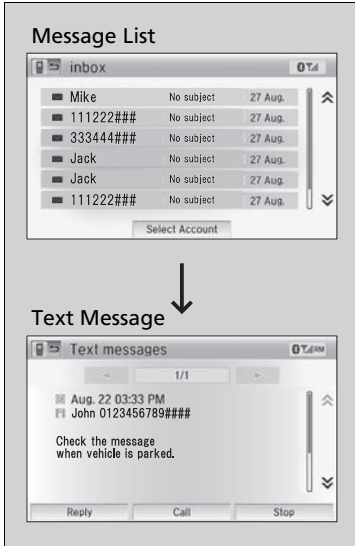 Message List
inbox
Mike No subject 27 Aug.
111222### No subject 27 Aug.
333444### No subject 27 Aug.
Jack No subject 27 Aug.
Jack No subject 27 Aug.
111222### No subject 27 Aug.
Select Account
Text Message
Text messages
RM
1/1
Aug. 22 03:33 PM
John 0123456789####
Check the message
when vehicle is parked.
Reply Call Stop